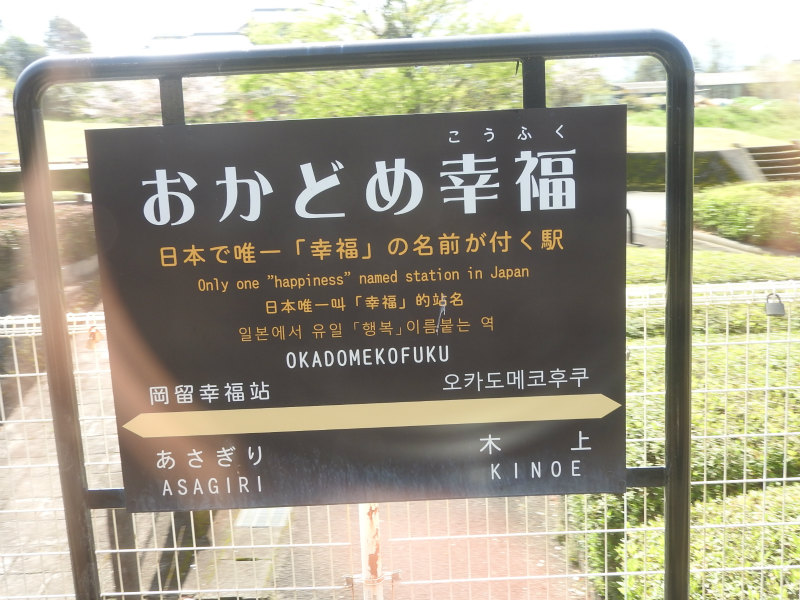 こうふく
おかどめ幸福
日本で唯一「幸福」の名前が付く駅
Only one "happiness" named station in Japan
日本唯一叫「幸福」的站名
일본에서 유일「행복」이름붙는 역
OKADOMEKOFUKU
岡留幸福站 오카도메코후쿠
あさぎり 木上
ASAGIRI KINOE